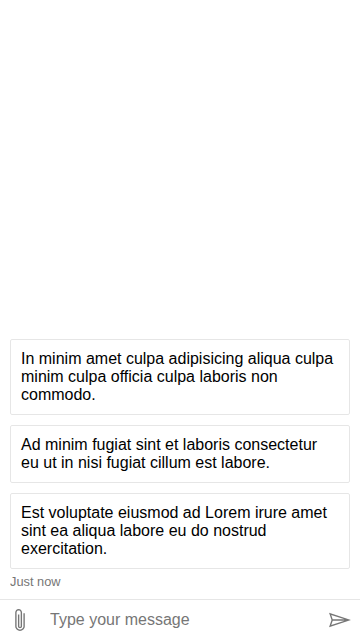 In minim amet culpa adipisicing aliqua culpa
minim culpa officia culpa laboris non
commodo.
Ad minim fugiat sint et laboris consectetur
eu ut in nisi fugiat cillum est labore.
Est voluptate eiusmod ad Lorem irure amet
sint ea aliqua labore eu do nostrud
exercitation.
Just now
Type your message